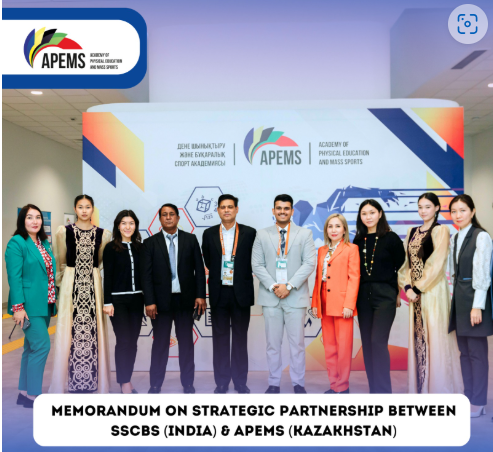 APEMS
ACADEMY OF
PHYSICAL EDUCATION
AND MASS SPORTS
ДЕНЕ ШЫНЫҚТЫРУ
ЖӘНЕ БҰҚАРАЛЫҚ
СПОРТ АКАДЕМИЯСЫ
APEMS
ACADEMY OF
PHYSICAL EDUCATION
AND MASS SPORTS
MEMORANDUM ON STRATEGIC PARTNERSHIP BETWEEN
SSCBS (INDIA) & APEMS (KAZAKHSTAN)